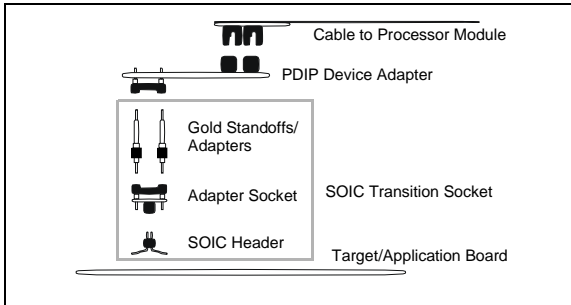 Cable to Processor Module
PDIP Device Adapter
Gold Standoffs/
Adapters
Adapter Socket
SOIC Transition Socket
SOIC Header
Target/Application Board